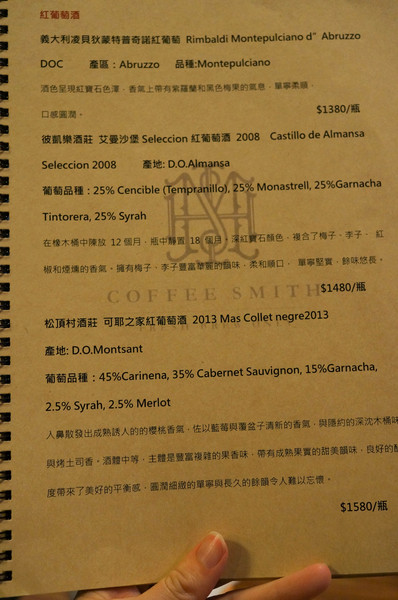 紅葡萄酒
義大利凌貝狄蒙特普奇諾紅葡萄 Rimbaldi Montepulciano d" Abruzzo
DOC 產區：Abruzzo 品種:Montepulciano
酒色呈現紅寶石色澤，香氣上帶有紫羅蘭和黑色梅果的氣息，單寧柔順，
口感圓潤。 $1380/瓶
彼凱樂酒莊 艾曼沙堡 Seleccion 紅葡萄酒 2008 Castillo de Almansa
Seleccion 2008 產地: D.O.Almansa
葡萄品種：25% Cencible (Tempranillo), 25% Monastrell, 25%Garnacha
Tintorera, 25% Syrah
在橡木桶中陳放 12 個月，瓶中靜置 18 個月。深紅寶石顏色，複合了梅子、李子、 紅
椒和煙燻的香氣。擁有梅子、李子豐富華麗的韻味，柔和順口， 單寧堅實，餘味悠長。
COFFEE SMITH
$1480/瓶
松頂村酒莊 可耶之家紅葡萄酒 2013 Mas Collet negre2013
產地: D.O.Montsant
葡萄品種：45%Carinena, 35% Cabernet Sauvignon, 15%Garnacha,
2.5% Syrah, 2.5% Merlot
人鼻散發出成熟誘人的的櫻桃香氣，佐以藍莓與覆盆子清新的香氣，與隱約的深沈木桶味
與烤土司香。酒體中等，主體是豐富複雜的果香味，帶有成熟果實的甜美韻味，良好的酸
度帶來了美好的平衡感，圓潤細緻的單寧與長久的餘韻令人難以忘懷。
$1580/瓶